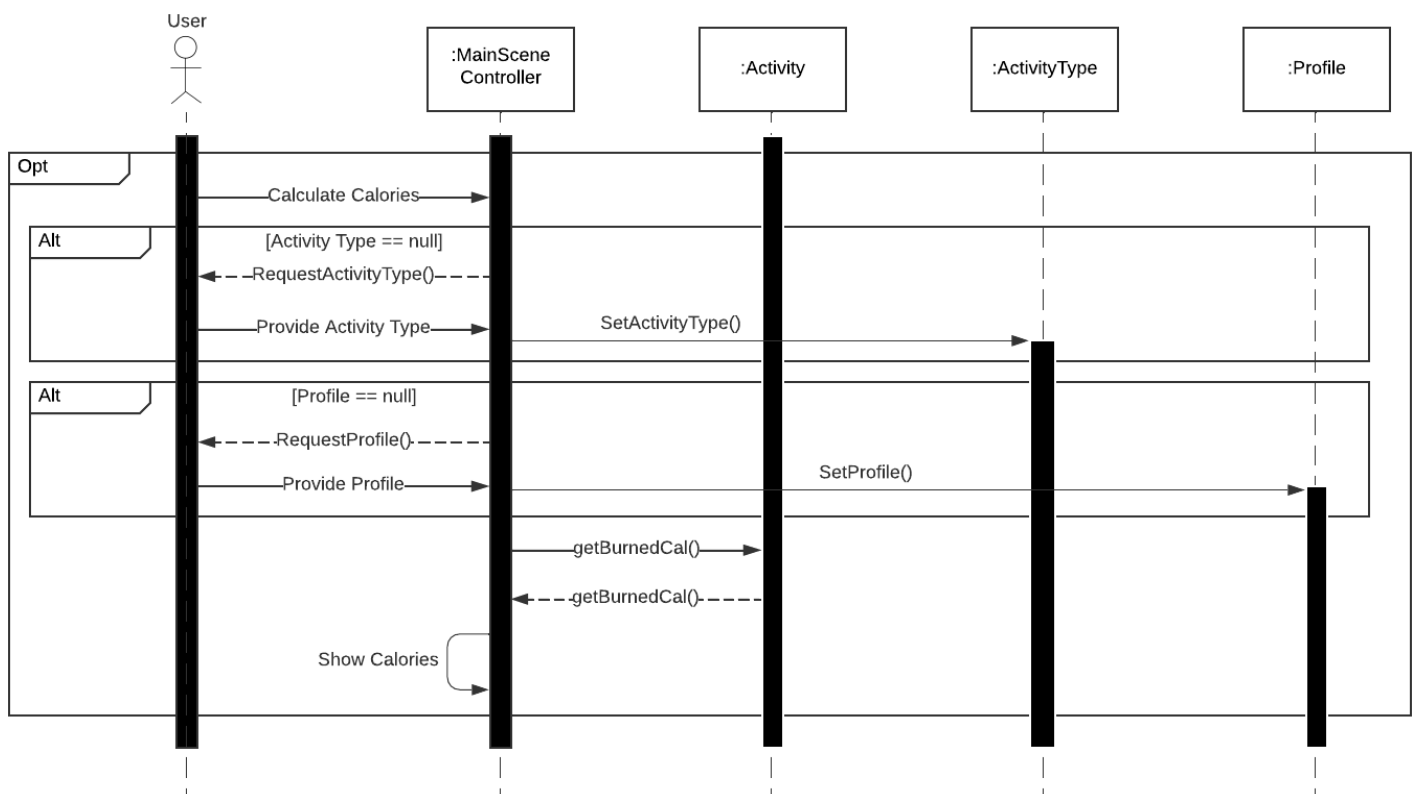 User
:MainScene
Controller
:Activity
:ActivityType
:Profile
Opt
Calculate Calories
Alt
[Activity Type == null]
RequestActivityType()
Provide Activity Type
SetActivityType()
Alt
[Profile == null]
RequestProfile()
Provide Profile
SetProfile()
getBurnedCal()
getBurnedCal()
Show Calories